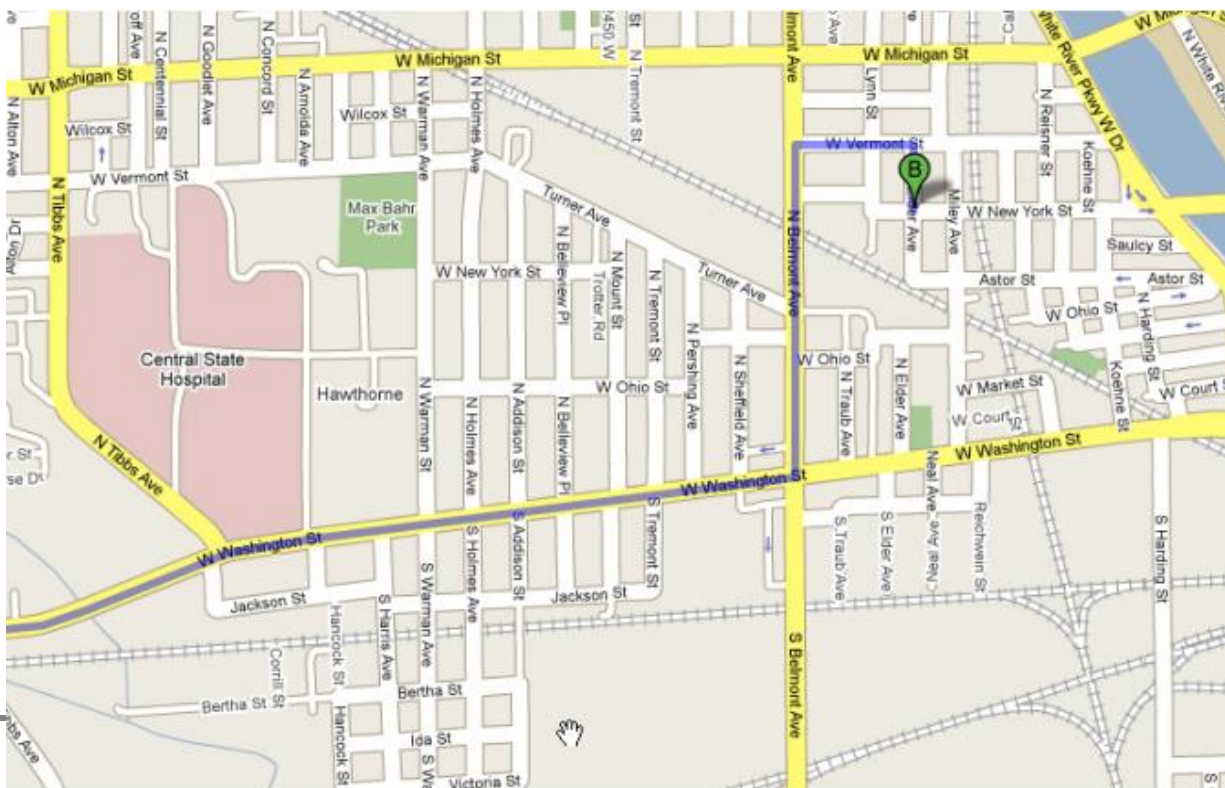 N Centennial St
N Goodlet Ave
N Concord St
N Arnolda Ave
N Alton Ave
W Michigan St
W Michigan St
W Michigan St
Wilcox St
Wilcox St
N Warman Ave
N Holmes Ave
N Tremont St
Lynn St
N Reisner St
Koehne St
White River Pkwy W Dr
W Vermont St
W Vermont St
B
N Tibbs Ave
Max Bahr
Park
Turner Ave
Turner Ave
N Belmont Ave
Miley Ave
W New York St
Saulcy St
W New York St
N Belleview Pl
Trotter Rd
N Mount St
N Tremont St
Astor St
Astor St
W Ohio St
N Harding St
Central State
Hospital
Hawthorne
N Pershing Ave
N Sheffield Ave
W Ohio St
W Ohio St
N Traub Ave
N Elder Ave
W Market St
W Court St
Koehne St
W Court S
N Warman St
N Holmes Ave
N Addison St
N Belleview Pl
N Tibbs Ave
W Washington St
W Washington St
W Washington St
Neal Ave
Neal Ave
Reichwein St
S Harding St
S Traub Ave
S Elder Ave
S Holmes Ave
S Addison St
S Tremont St
Jackson St
Jackson St
Hancock St
S Harris Ave
S Warman Ave
S Belmont Ave
Corrill St
Bertha St
Bertha St
Hancock St
Ida St
Victoria St